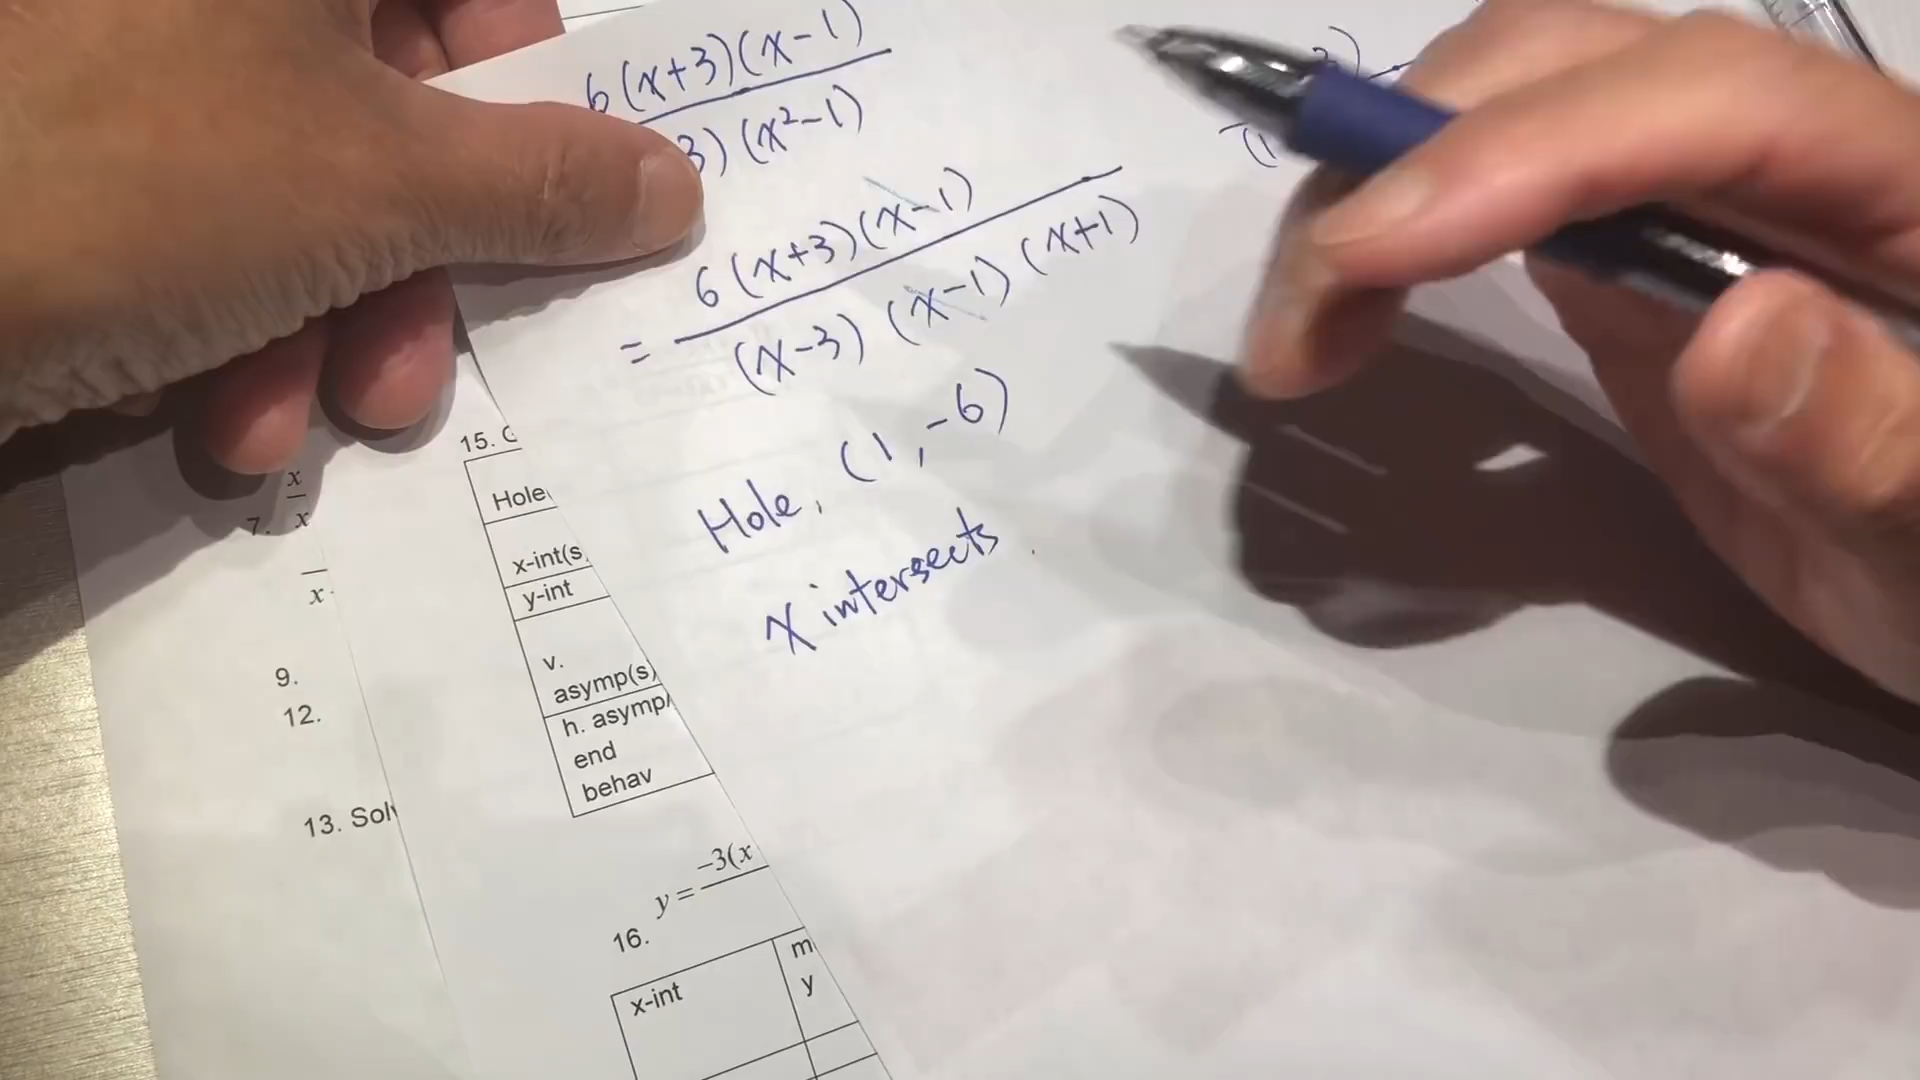 6(x+3)(x-1)
3)(x²-1)
= 6(x+3)(x-1)
(x-3)(x-1)(x+1)
Hole, (1,-6)
x intersects
15.
Hole
x-int(s
y-int
v.
asymp(s)
h. asymp/
end
behav
y = -3(x
16.
x-int
m
y
x
7. x
x
9.
12.
13. Solv